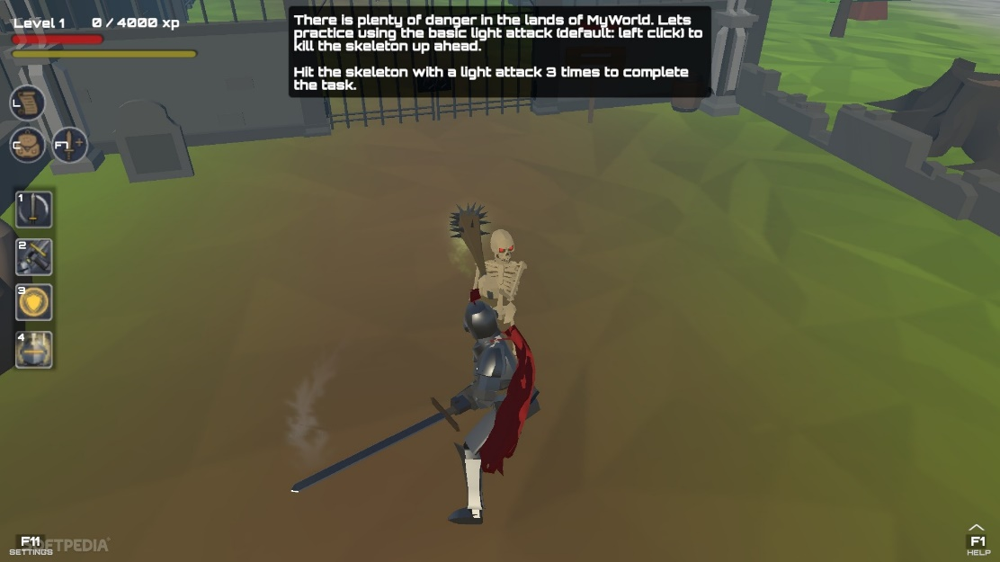 Level 1 0 / 4000 xp
There is plenty of danger in the lands of MyWorld. Lets
practice using the basic light attack (default: left click) to
kill the skeleton up ahead.
Hit the skeleton with a light attack 3 times to complete
the task.
L
C F7
1
2
3
4
F11
SETTINGS
SOFTPEDIA
F1
HELP